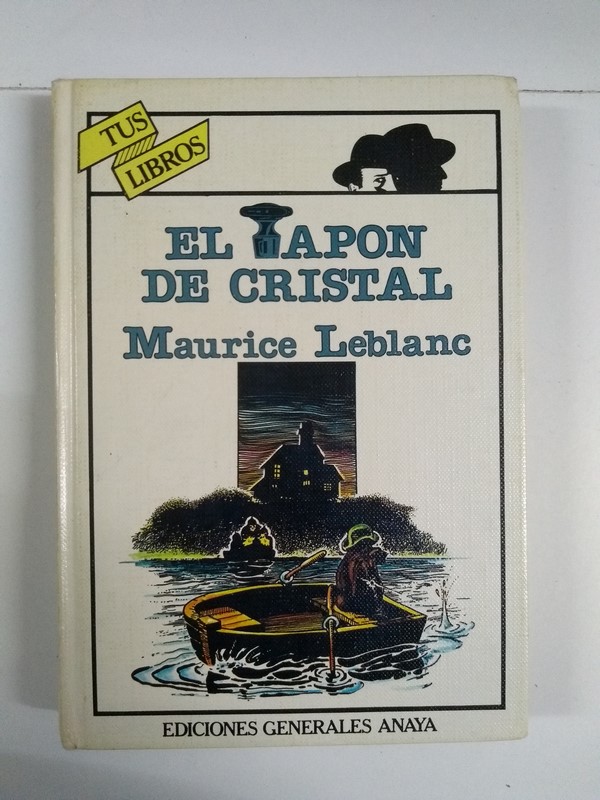 TUS
LIBROS
EL TAPON
DE CRISTAL
Maurice Leblanc
EDICIONES GENERALES ANAYA